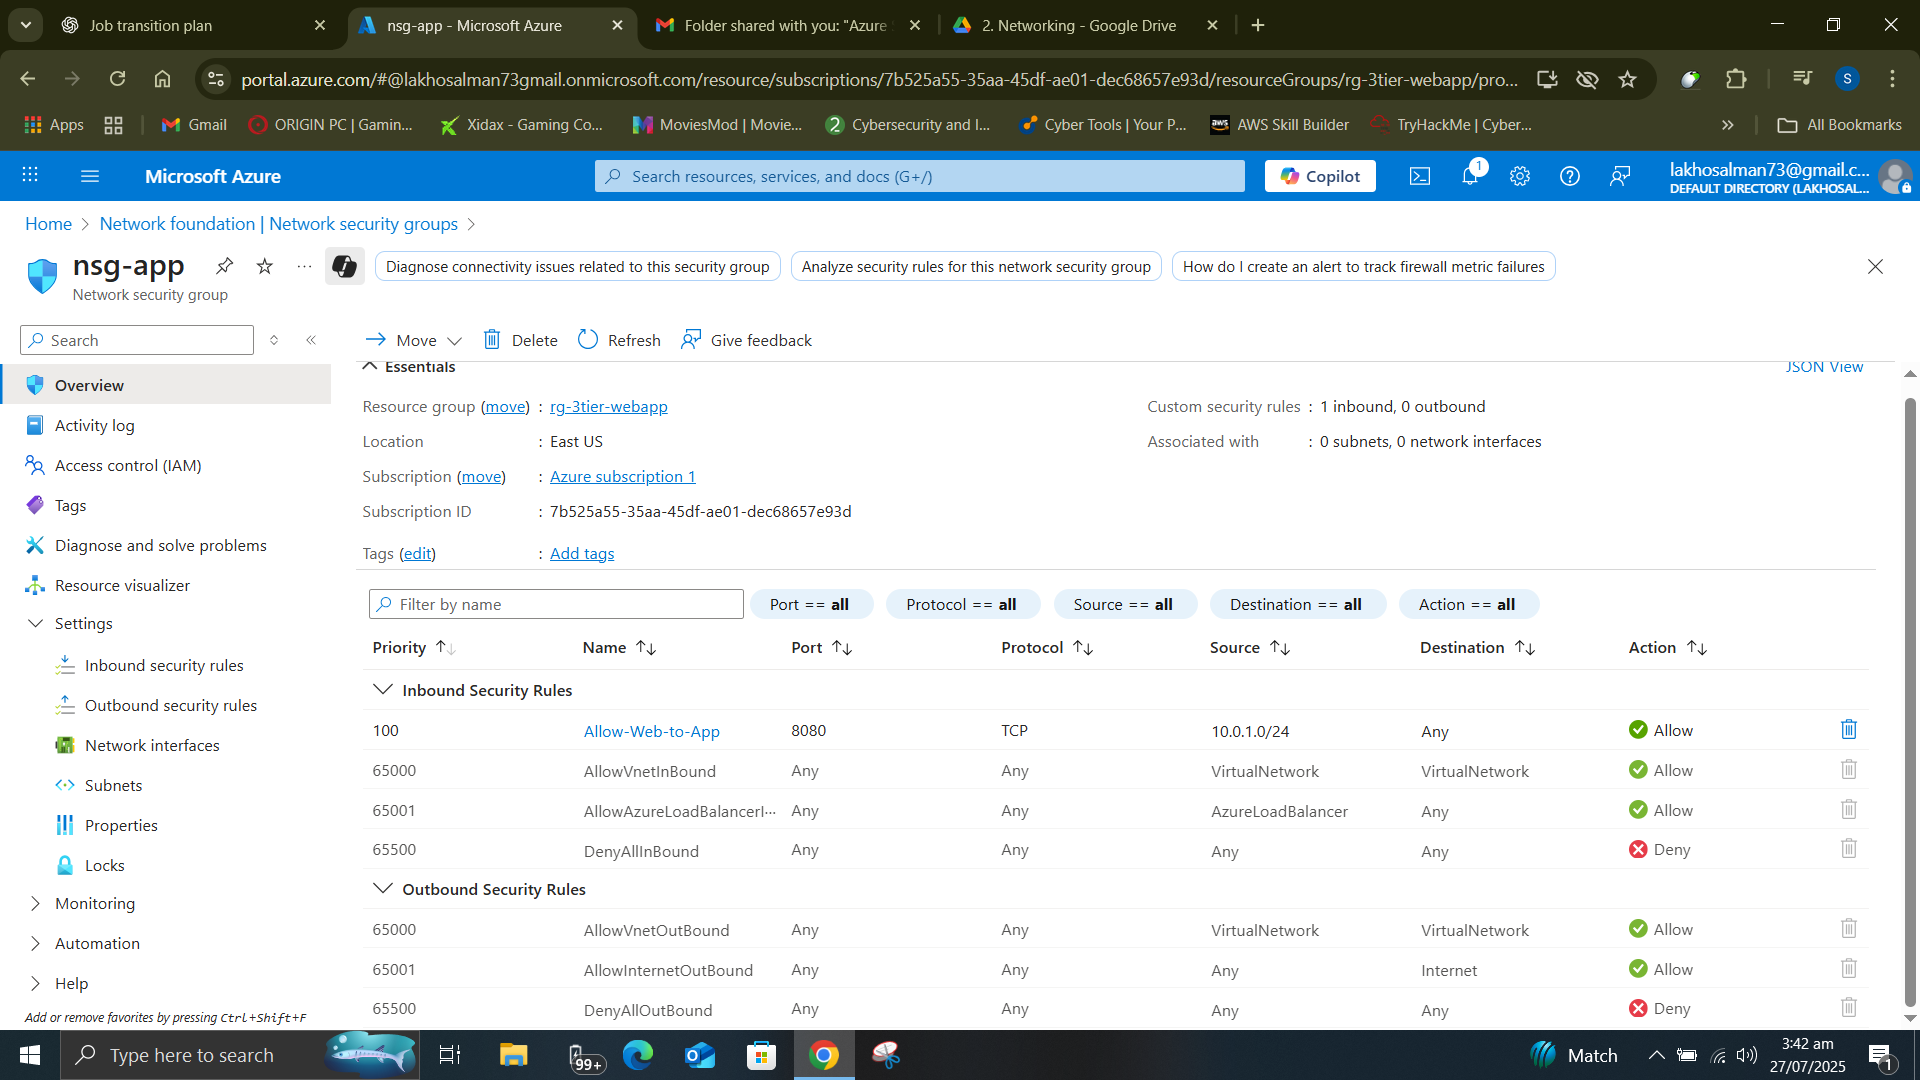 Job transition plan
nsg-app - Microsoft Azure
Folder shared with you: "Azure
2. Networking - Google Drive
portal.azure.com/#@lakhosalman73gmail.onmicrosoft.com/resource/subscriptions/7b525a55-35aa-45df-ae01-dec68657e93d/resourceGroups/rg-3tier-webapp/pro...
S
Apps
Gmail
ORIGIN PC | Gamin...
Xidax - Gaming Co...
MoviesMod | Movie...
2 Cybersecurity and I...
Cyber Tools | Your P...
aws AWS Skill Builder
TryHackMe | Cyber...
All Bookmarks
Microsoft Azure
Search resources, services, and docs (G+/)
Copilot
1
lakhosalman73@gmail.c...
DEFAULT DIRECTORY (LAKHOSAL...
Home > Network foundation | Network security groups >
nsg-app
Network security group
Diagnose connectivity issues related to this security group
Analyze security rules for this network security group
How do I create an alert to track firewall metric failures
Search
Overview
Activity log
Access control (IAM)
Tags
Diagnose and solve problems
Resource visualizer
Settings
Inbound security rules
Outbound security rules
Network interfaces
Subnets
Properties
Locks
Monitoring
Automation
Help
Add or remove favorites by pressing Ctrl+Shift+F
Move Delete Refresh Give feedback
Essentials JSON View
Resource group (move) : rg-3tier-webapp
Location : East US
Subscription (move) : Azure subscription 1
Subscription ID : 7b525a55-35aa-45df-ae01-dec68657e93d
Tags (edit) : Add tags
Custom security rules : 1 inbound, 0 outbound
Associated with : 0 subnets, 0 network interfaces
Filter by name Port == all Protocol == all Source == all Destination == all Action == all
Priority Name Port Protocol Source Destination Action
Inbound Security Rules
100 Allow-Web-to-App 8080 TCP 10.0.1.0/24 Any Allow
65000 AllowVnetInBound Any Any VirtualNetwork VirtualNetwork Allow
65001 AllowAzureLoadBalancerI... Any Any AzureLoadBalancer Any Allow
65500 DenyAllInBound Any Any Any Any Deny
Outbound Security Rules
65000 AllowVnetOutBound Any Any VirtualNetwork VirtualNetwork Allow
65001 AllowInternetOutBound Any Any Any Internet Allow
65500 DenyAllOutBound Any Any Any Any Deny
Type here to search
99+
Match
3:42 am
27/07/2025
1